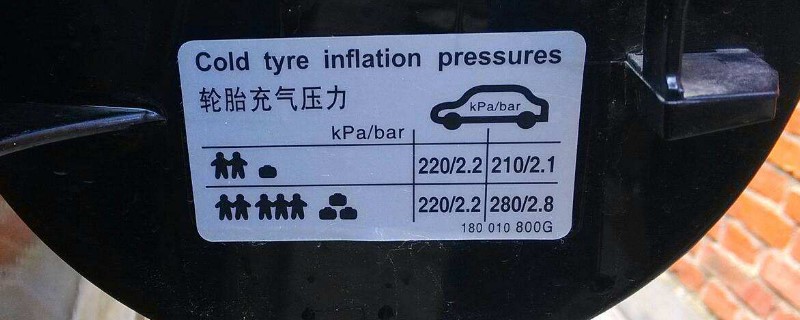 Cold tyre inflation pressures
轮胎充气压力
kPa/bar
kPa/bar
220/2.2 210/2.1
220/2.2 280/2.8
180 010 800G